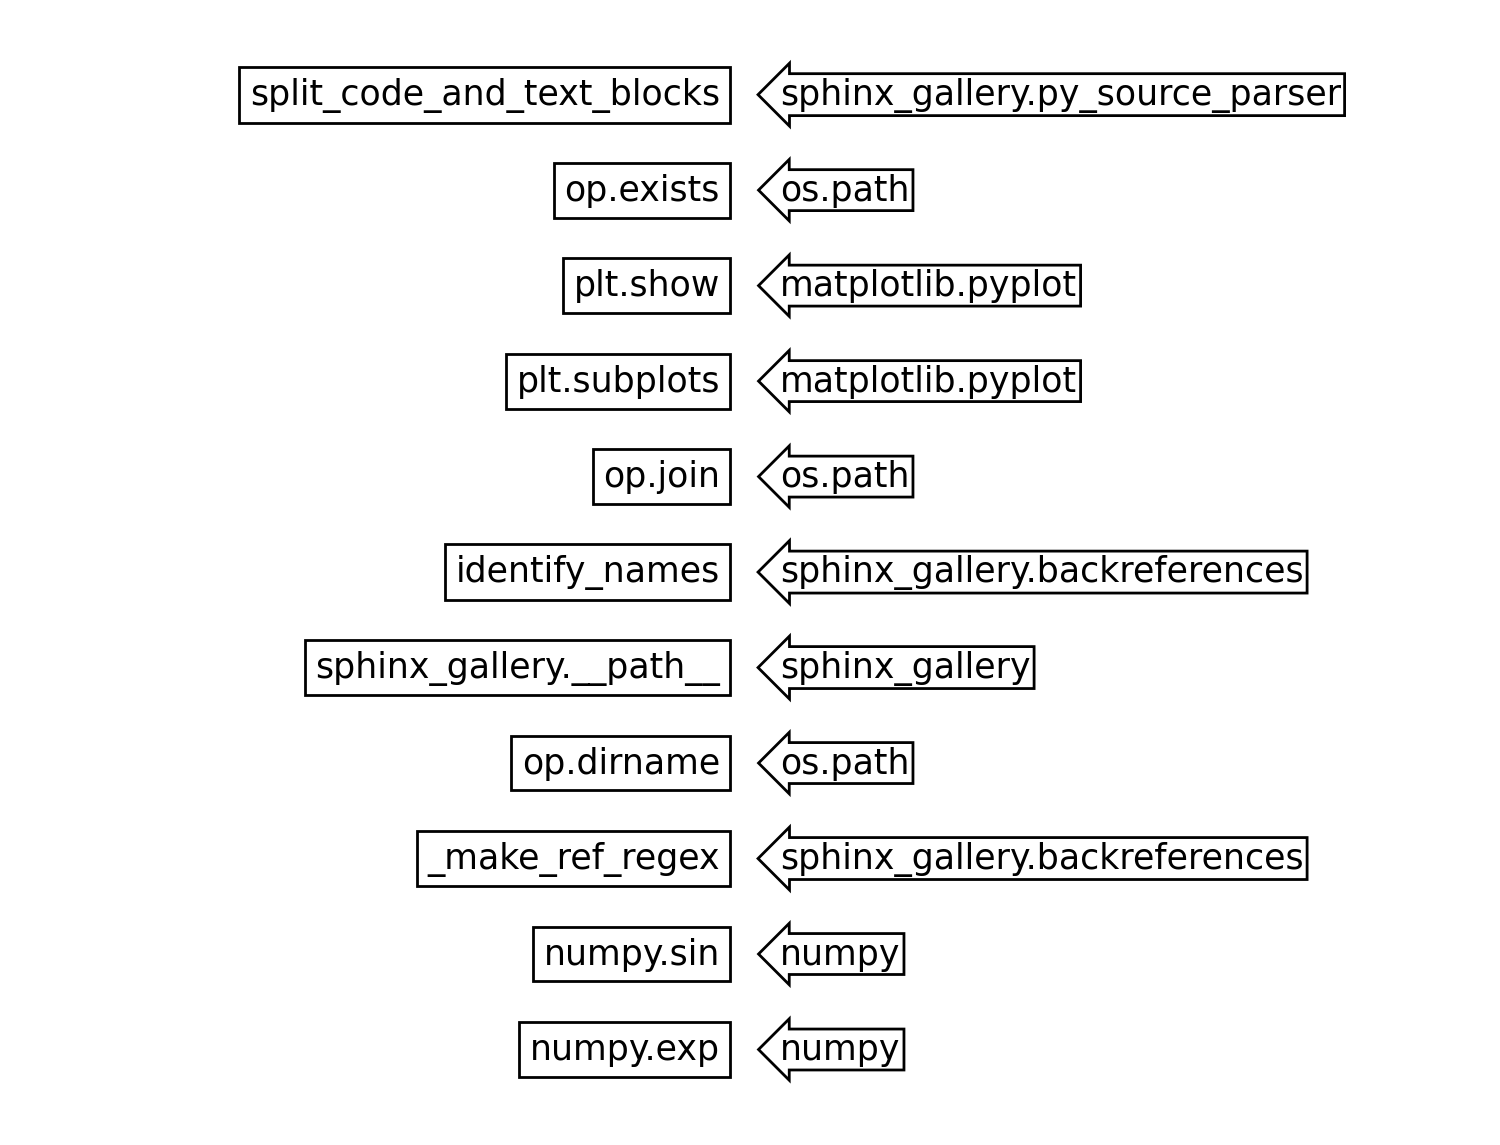 split_code_and_text_blocks sphinx_gallery.py_source_parser
op.exists os.path
plt.show matplotlib.pyplot
plt.subplots matplotlib.pyplot
op.join os.path
identify_names sphinx_gallery.backreferences
sphinx_gallery.__path__ sphinx_gallery
op.dirname os.path
_make_ref_regex sphinx_gallery.backreferences
numpy.sin numpy
numpy.exp numpy